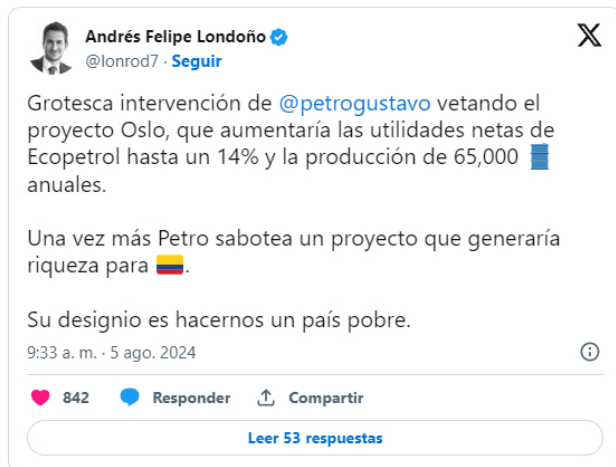 Andrés Felipe Londoño
@lonrod7 · Seguir
Grotesca intervención de @petrogustavo vetando el
proyecto Oslo, que aumentaría las utilidades netas de
Ecopetrol hasta un 14% y la producción de 65,000 🛢️
anuales.
Una vez más Petro sabotea un proyecto que generaría
riqueza para 🇨🇴.
Su designio es hacernos un país pobre.
9:33 a. m. · 5 ago. 2024
842 Responder Compartir
Leer 53 respuestas